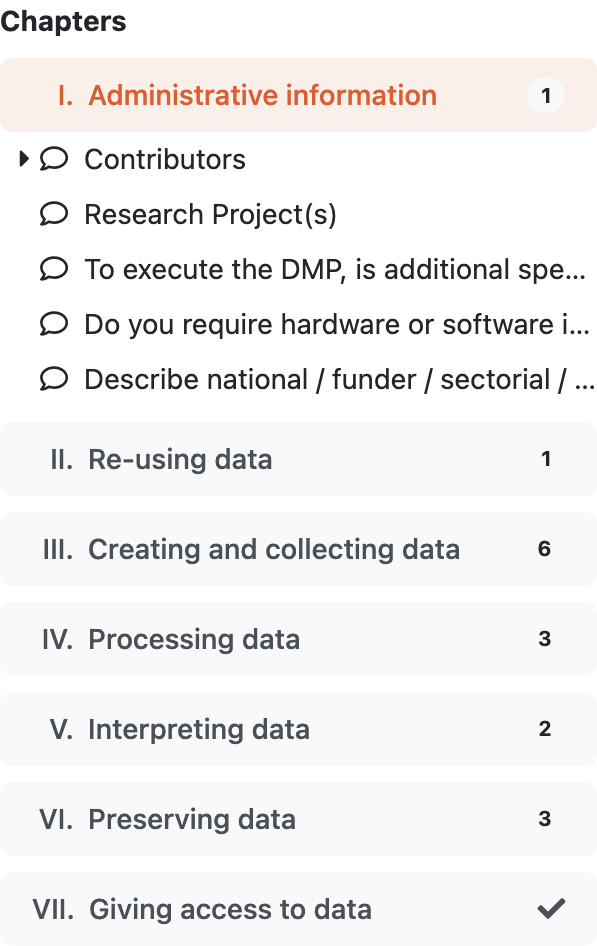 Chapters
I. Administrative information 1
Contributors
Research Project(s)
To execute the DMP, is additional spe...
Do you require hardware or software i...
Describe national / funder / sectorial / ...
II. Re-using data 1
III. Creating and collecting data 6
IV. Processing data 3
V. Interpreting data 2
VI. Preserving data 3
VII. Giving access to data